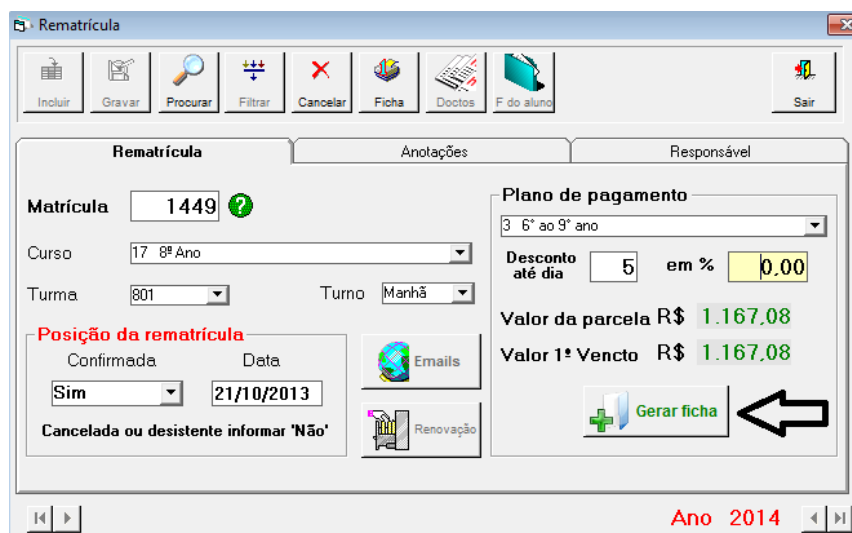 Rematrícula
Incluir Gravar Procurar Filtrar Cancelar Ficha Doctos F do aluno Sair
Rematrícula Anotações Responsável
Matrícula 1449 ?
Curso 17 8ª Ano
Turma 801 Turno Manhã
Posição da rematrícula
Confirmada Data
Sim 21/10/2013
Cancelada ou desistente informar 'Não'
Emails
Renovação
Plano de pagamento
3 6° ao 9° ano
Desconto até dia 5 em % 0,00
Valor da parcela R$ 1.167,08
Valor 1º Vencto R$ 1.167,08
Gerar ficha
Ano 2014